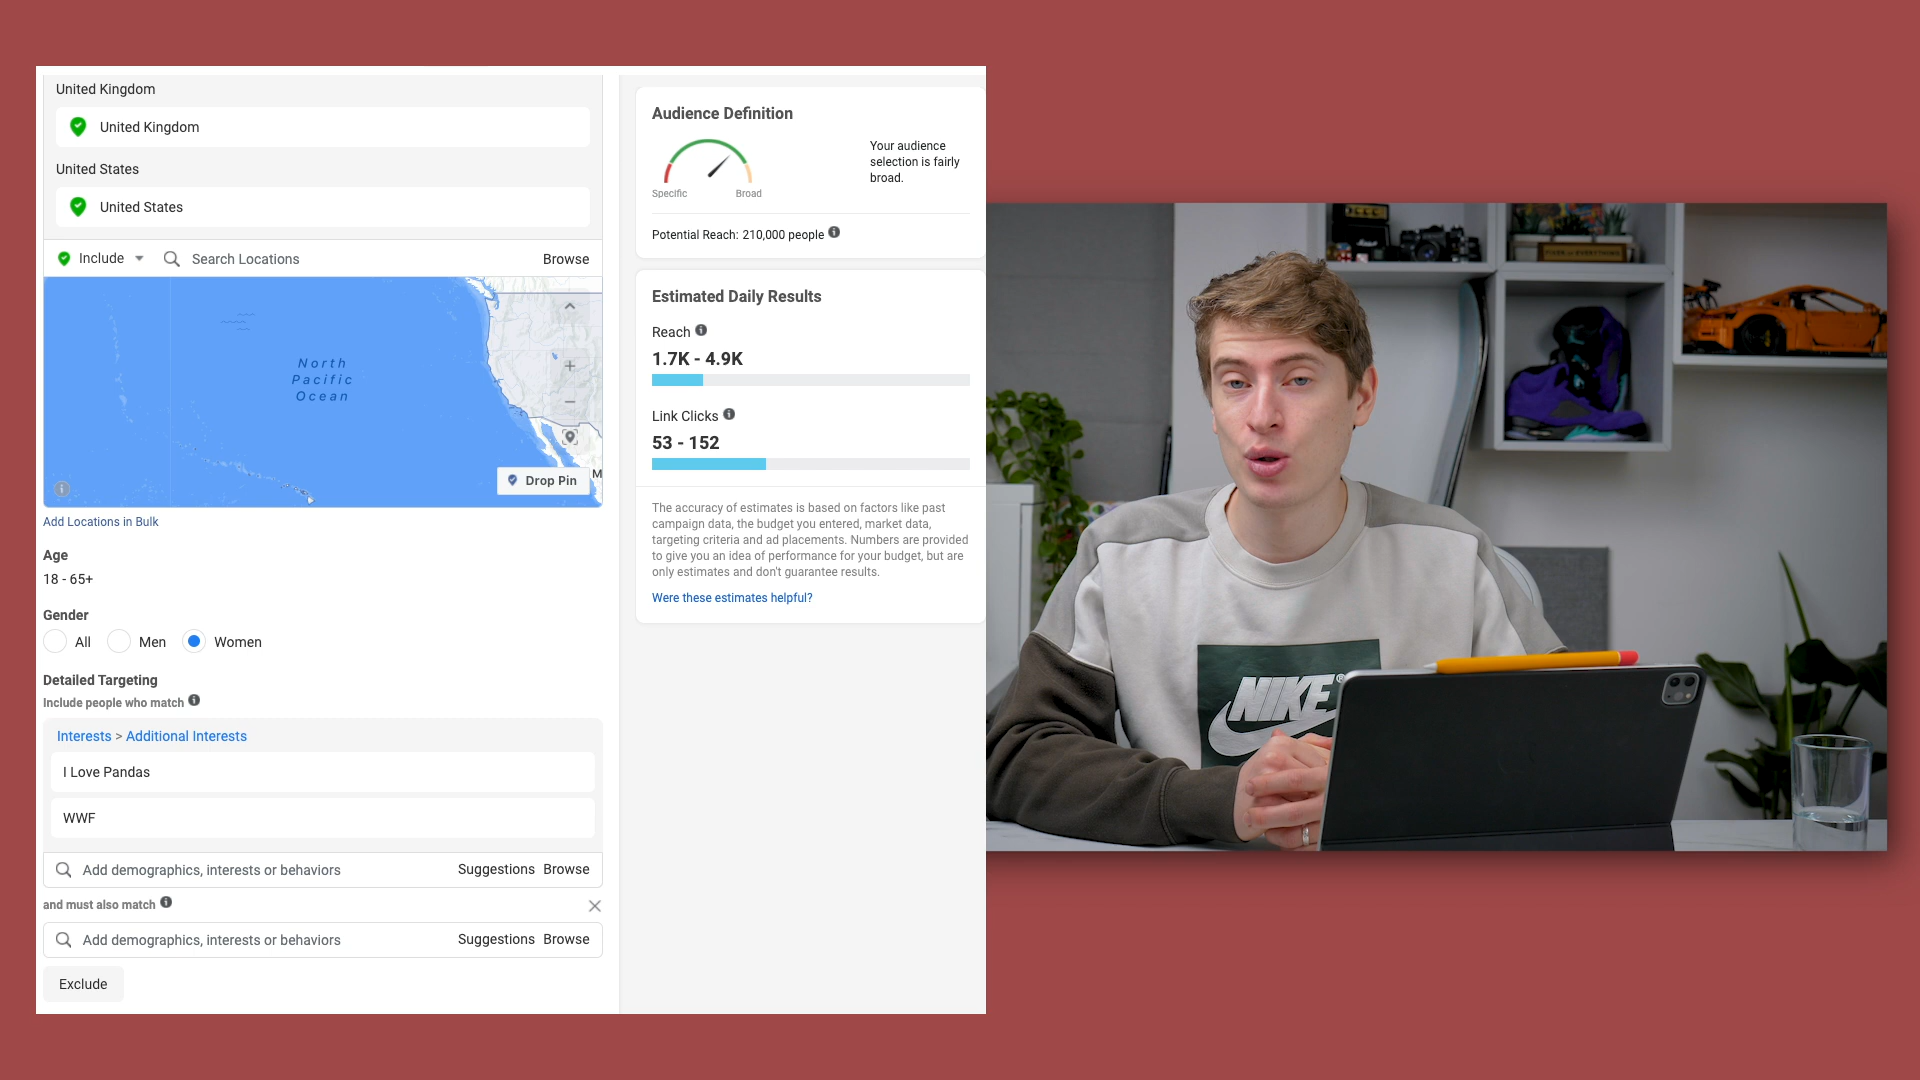 United Kingdom
United Kingdom
United States
United States
Include
Search Locations
Browse
North
Pacific
Ocean
M
Drop Pin
Add Locations in Bulk
Age
18 - 65+
Gender
All
Men
Women
Detailed Targeting
Include people who match
Interests > Additional Interests
I Love Pandas
WWF
Add demographics, interests or behaviors
Suggestions
Browse
and must also match
Add demographics, interests or behaviors
Suggestions
Browse
Exclude
Audience Definition
Specific
Broad
Your audience
selection is fairly
broad.
Potential Reach: 210,000 people
Estimated Daily Results
Reach
1.7K - 4.9K
Link Clicks
53 - 152
The accuracy of estimates is based on factors like past
campaign data, the budget you entered, market data,
targeting criteria and ad placements. Numbers are provided
to give you an idea of performance for your budget, but are
only estimates and don't guarantee results.
Were these estimates helpful?
NIKE®